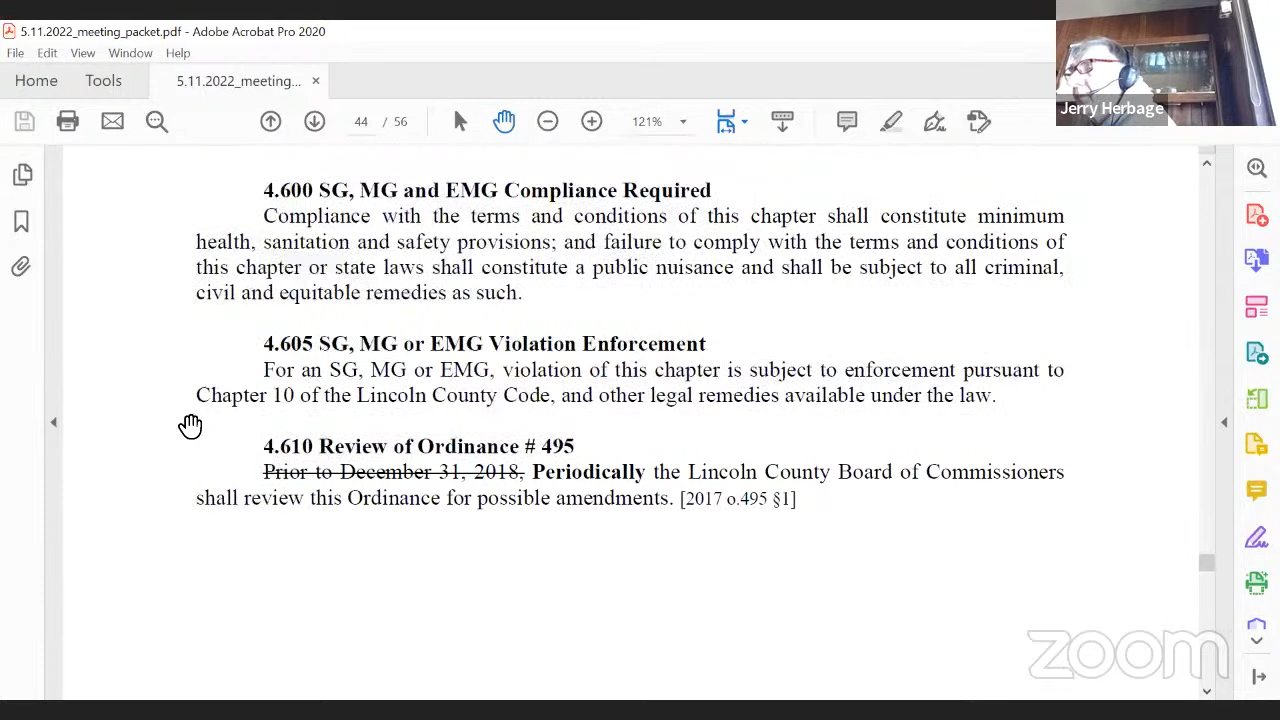 5.11.2022_meeting_packet.pdf - Adobe Acrobat Pro 2020
File Edit View Window Help
Home Tools 5.11.2022_meeting... ×
44 / 56 121%
Jerry Herbage
4.600 SG, MG and EMG Compliance Required
Compliance with the terms and conditions of this chapter shall constitute minimum
health, sanitation and safety provisions; and failure to comply with the terms and conditions of
this chapter or state laws shall constitute a public nuisance and shall be subject to all criminal,
civil and equitable remedies as such.
4.605 SG, MG or EMG Violation Enforcement
For an SG, MG or EMG, violation of this chapter is subject to enforcement pursuant to
Chapter 10 of the Lincoln County Code, and other legal remedies available under the law.
4.610 Review of Ordinance # 495
Prior to December 31, 2018, Periodically the Lincoln County Board of Commissioners
shall review this Ordinance for possible amendments. [2017 o.495 §1]
zoom